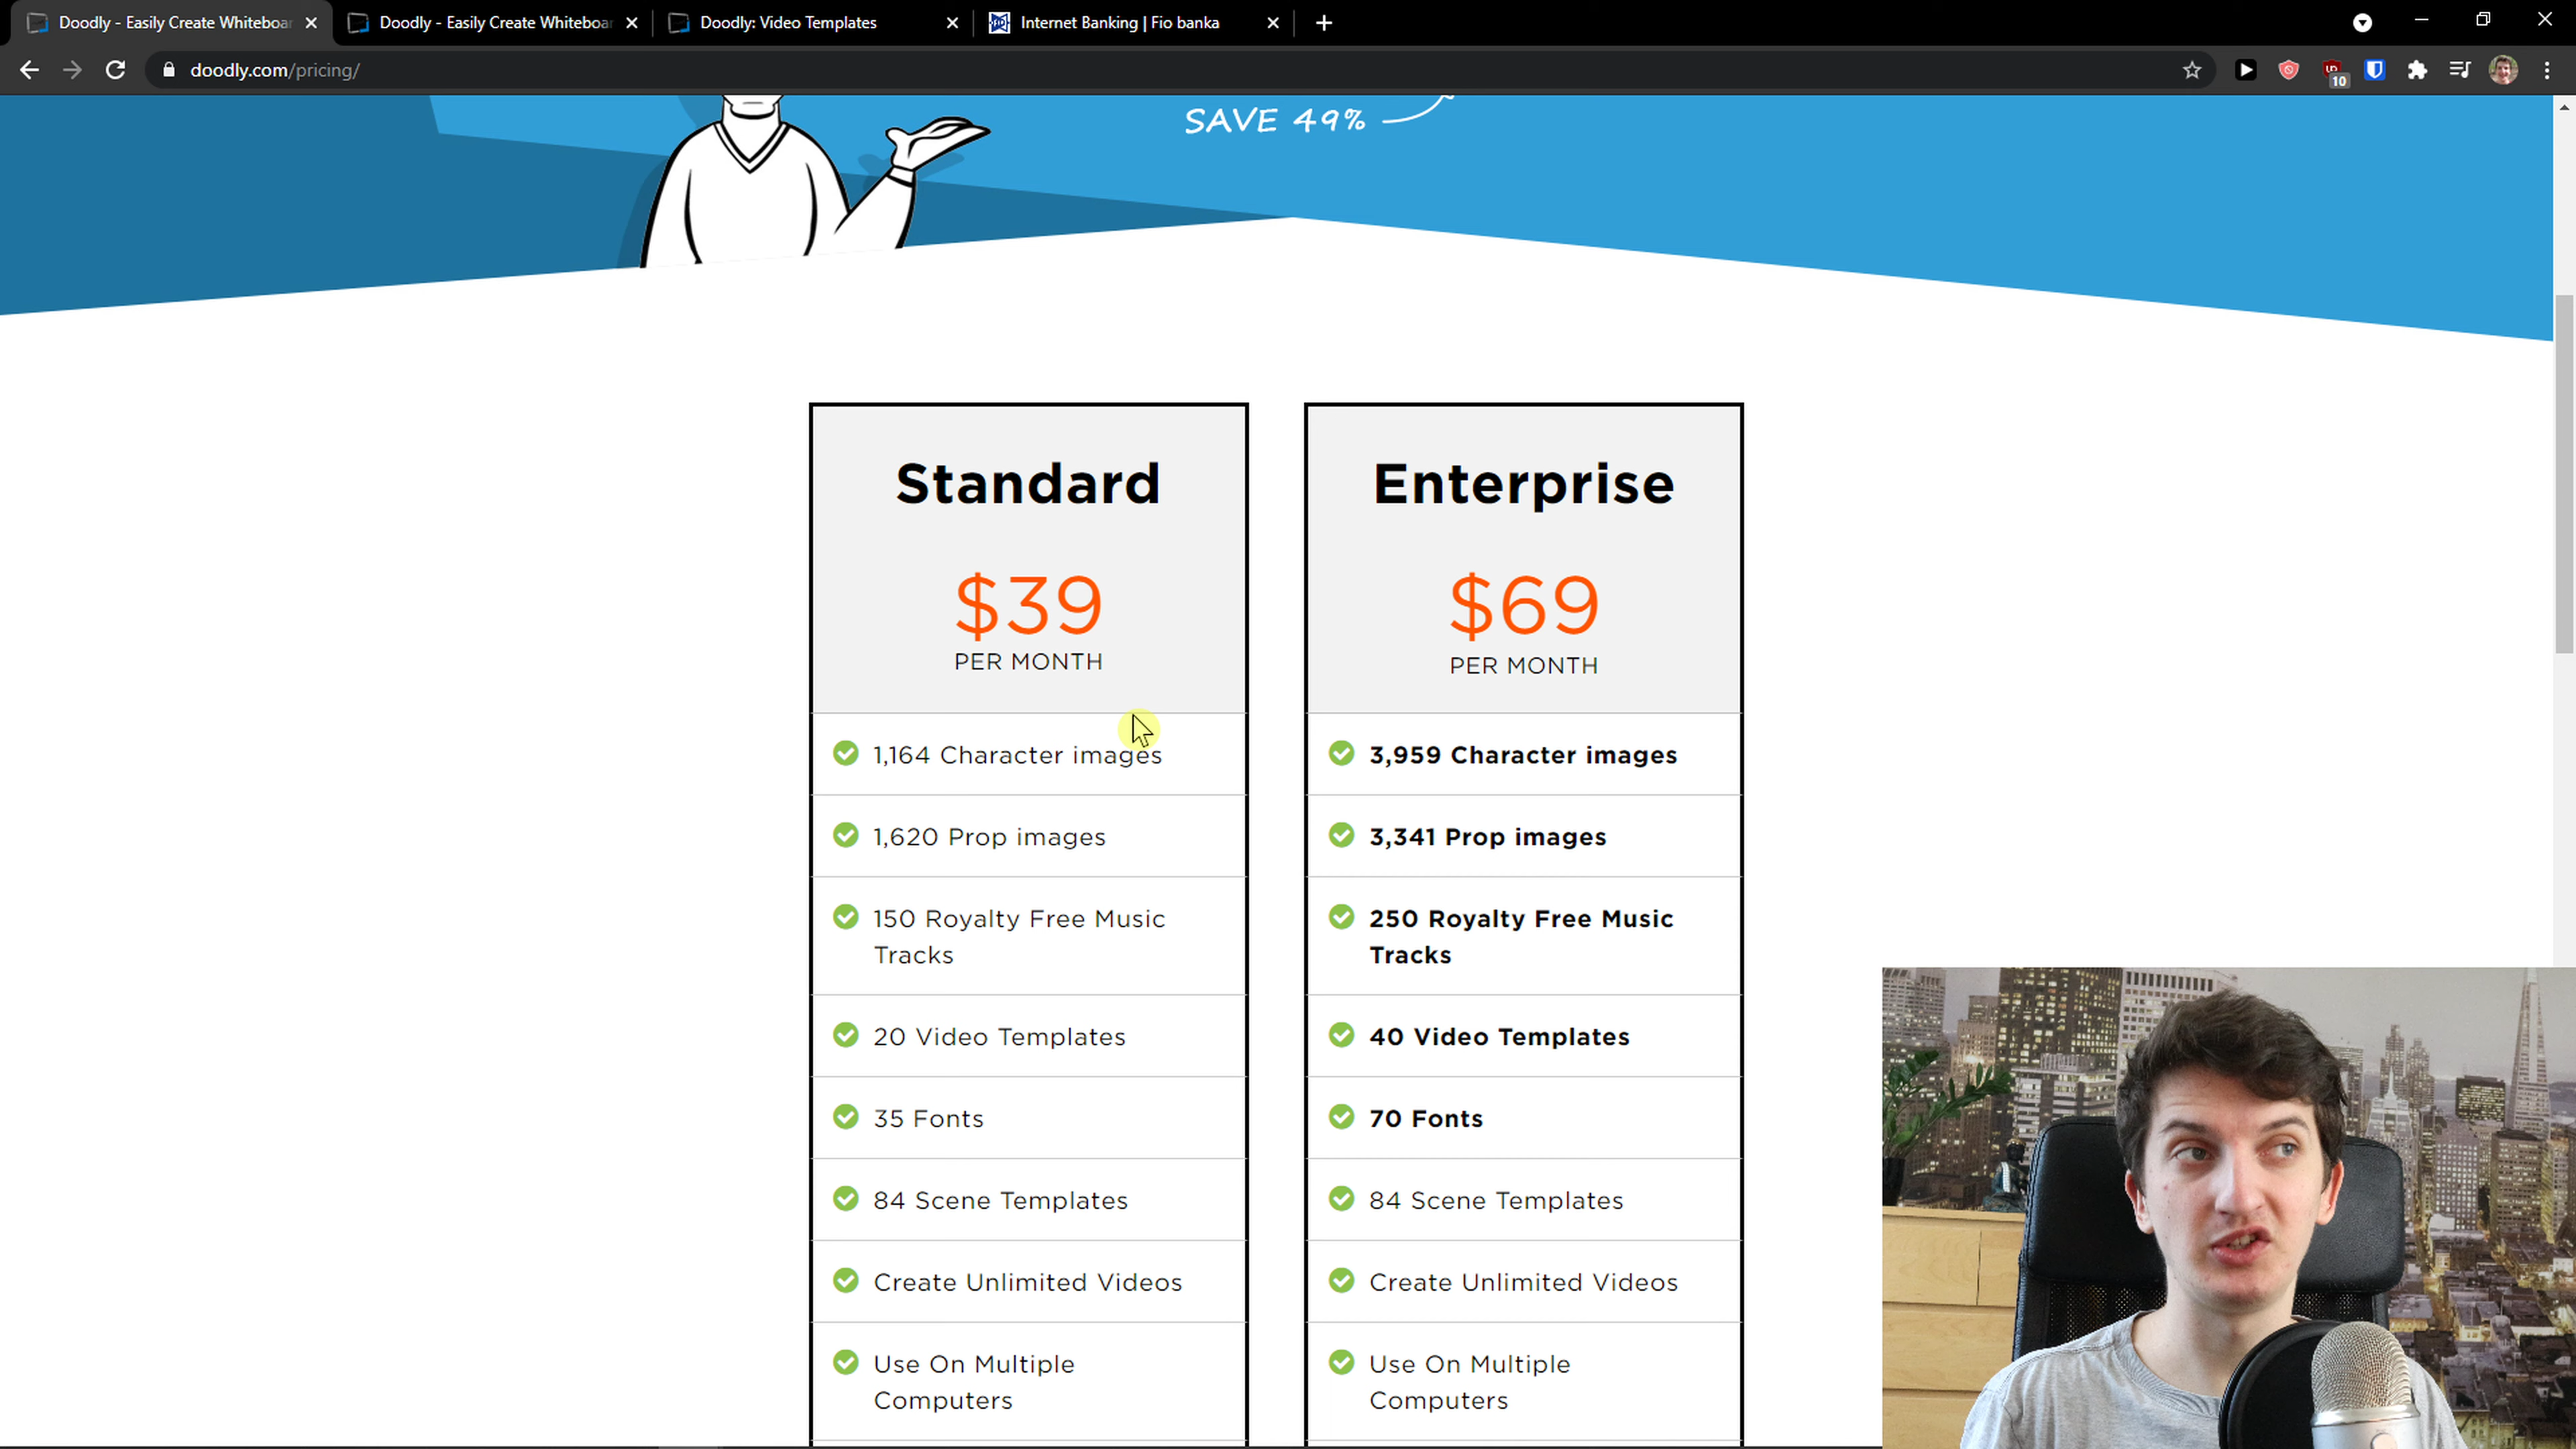 Doodly - Easily Create Whiteboar
Doodly - Easily Create Whiteboar
Doodly: Video Templates
Internet Banking | Fio banka
doodly.com/pricing/
10
SAVE 49%
Standard
$39
PER MONTH
1,164 Character images
1,620 Prop images
150 Royalty Free Music
Tracks
20 Video Templates
35 Fonts
84 Scene Templates
Create Unlimited Videos
Use On Multiple
Computers
Enterprise
$69
PER MONTH
3,959 Character images
3,341 Prop images
250 Royalty Free Music
Tracks
40 Video Templates
70 Fonts
84 Scene Templates
Create Unlimited Videos
Use On Multiple
Computers